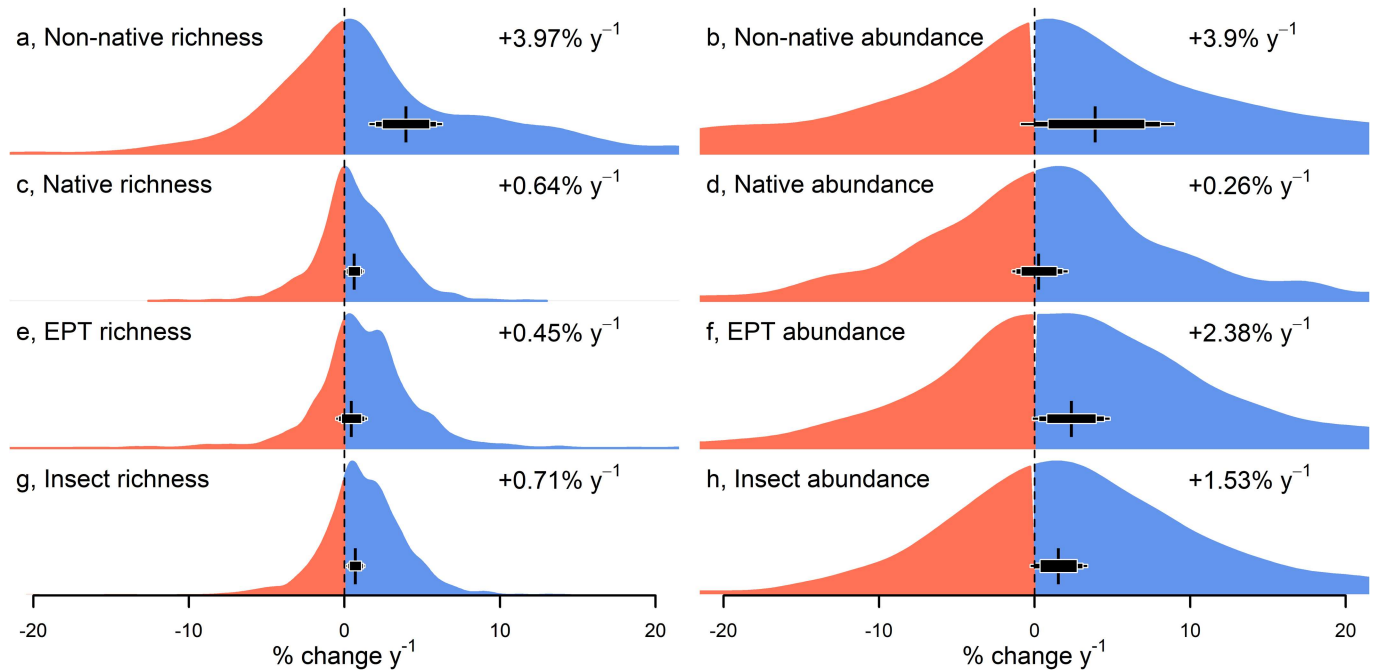 a, Non-native richness +3.97% y⁻¹
b, Non-native abundance +3.9% y⁻¹
c, Native richness +0.64% y⁻¹
d, Native abundance +0.26% y⁻¹
e, EPT richness +0.45% y⁻¹
f, EPT abundance +2.38% y⁻¹
g, Insect richness +0.71% y⁻¹
h, Insect abundance +1.53% y⁻¹
-20 -10 0 10 20
-20 -10 0 10 20
% change y⁻¹
% change y⁻¹